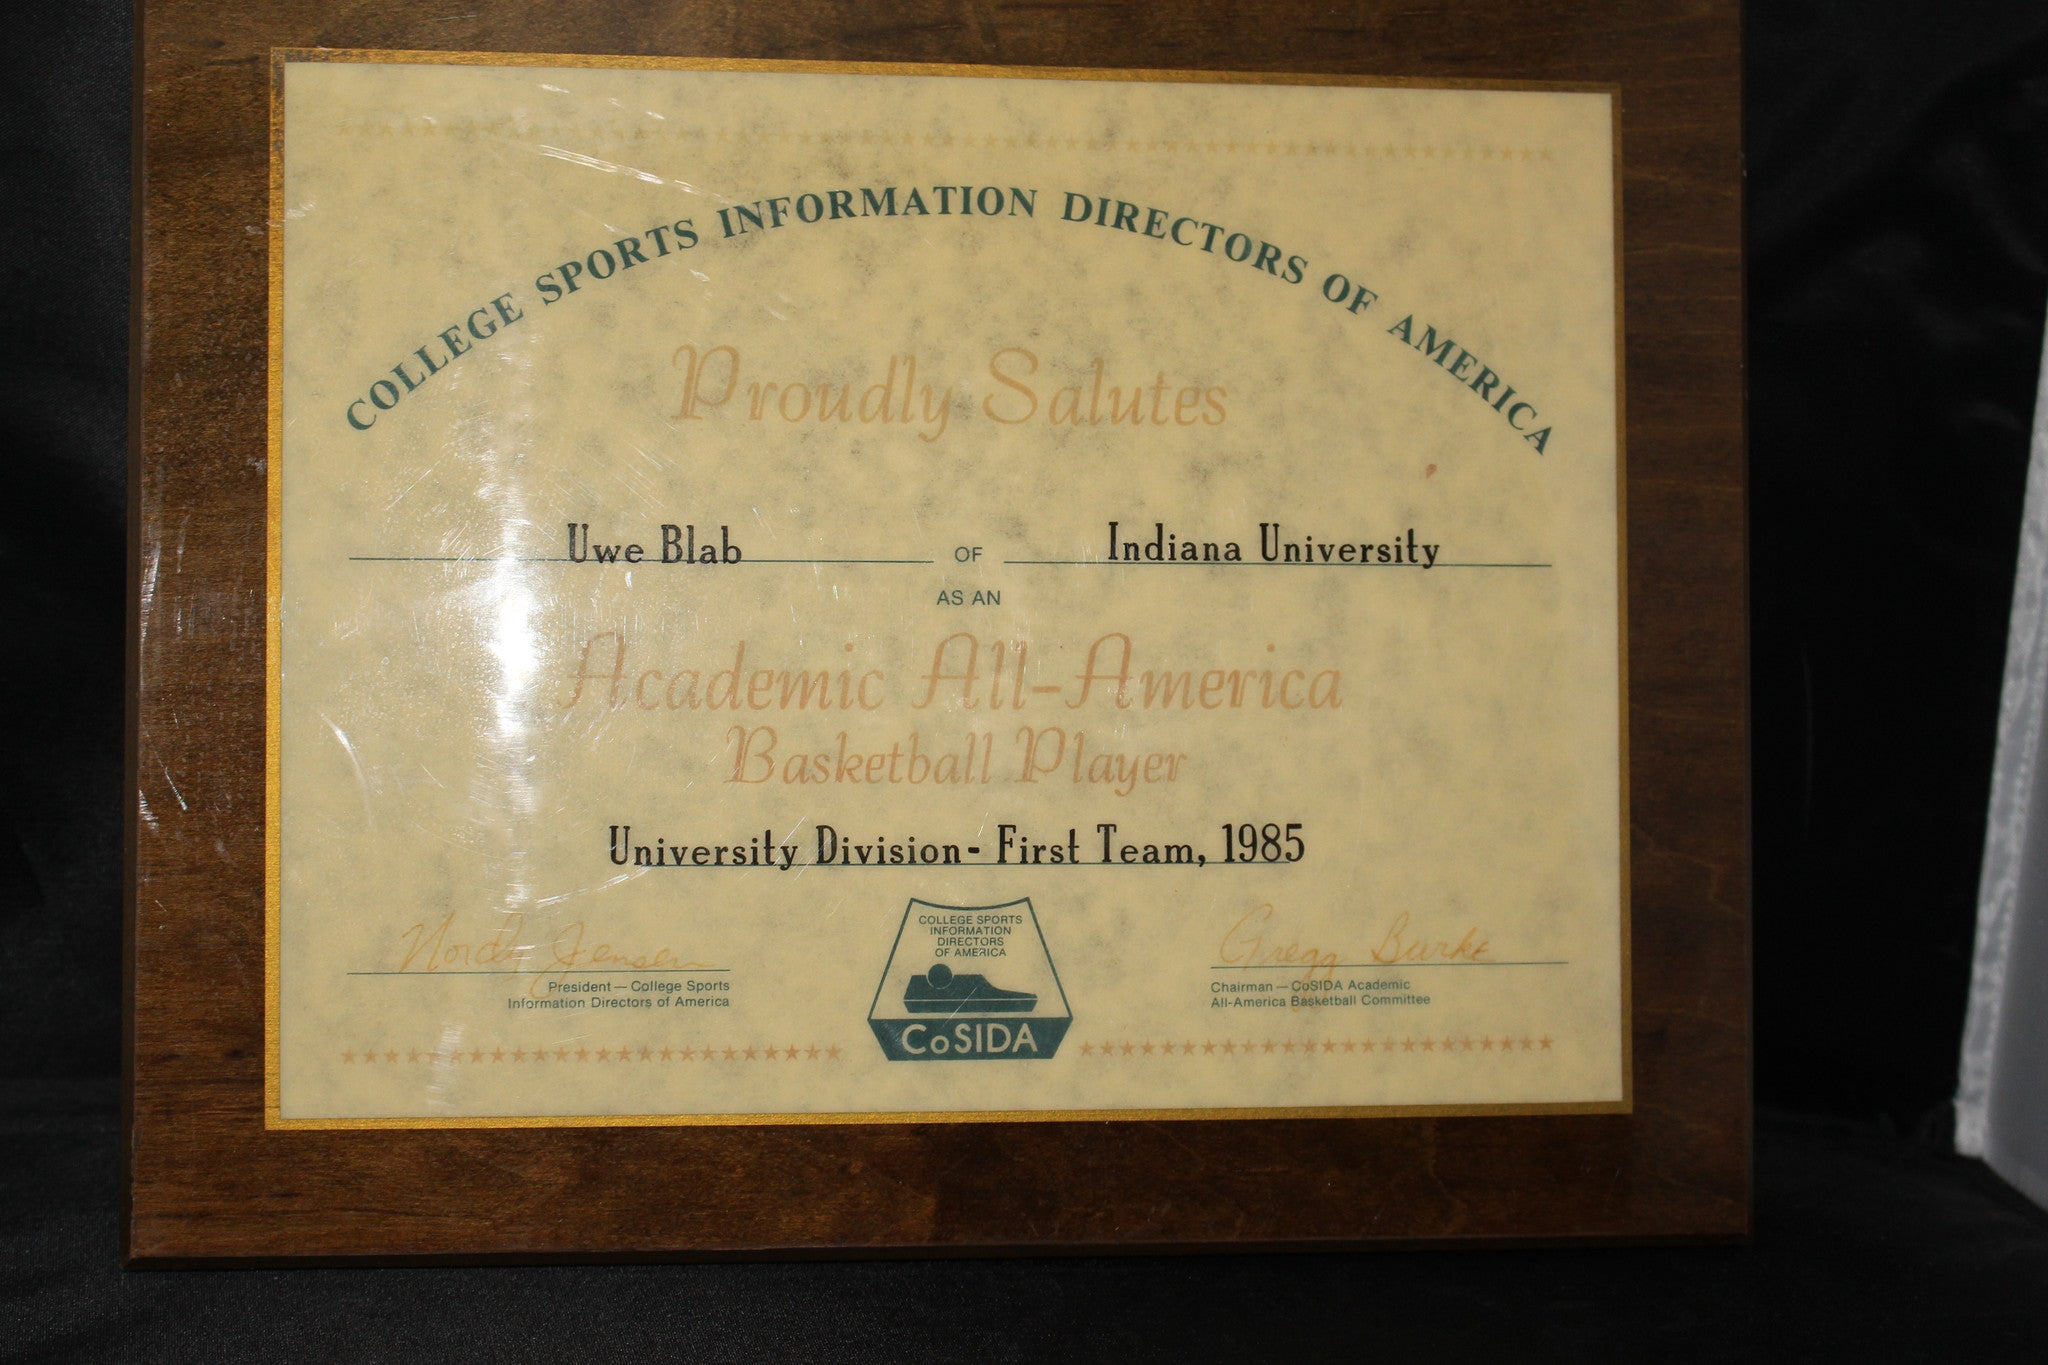 COLLEGE SPORTS INFORMATION DIRECTORS OF AMERICA
Proudly Salutes
Uwe Blab OF Indiana University
AS AN
Academic All-America
Basketball Player
University Division- First Team, 1985
Jensen
President — College Sports
Information Directors of America
COLLEGE SPORTS
INFORMATION
DIRECTORS
OF AMERICA
CoSIDA
Gregg Burke
Chairman — CoSIDA Academic
All-America Basketball Committee